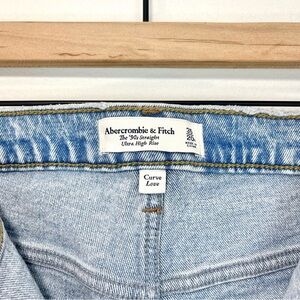 Abercrombie & Fitch
The '90s Straight
Ultra High Rise
Curve
Love